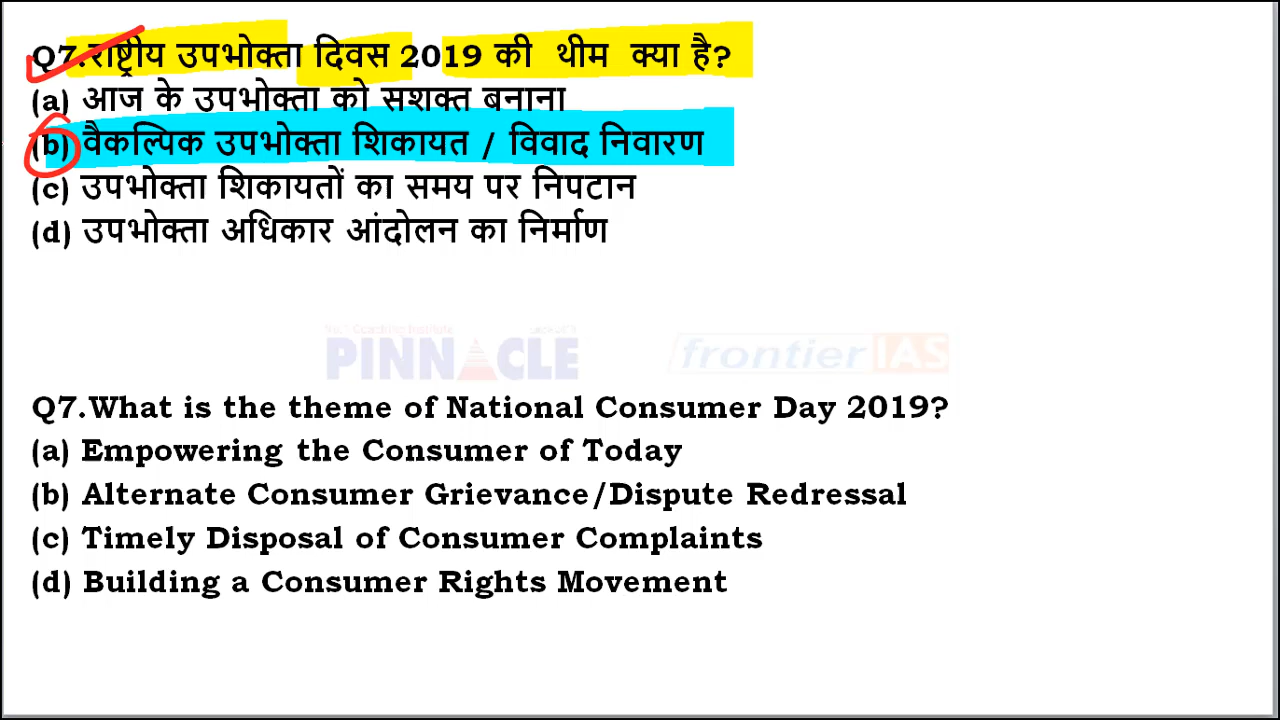 Q7.राष्ट्रीय उपभोक्ता दिवस 2019 की थीम क्या है?
(a) आज के उपभोक्ता को सशक्त बनाना
(b) वैकल्पिक उपभोक्ता शिकायत / विवाद निवारण
(c) उपभोक्ता शिकायतों का समय पर निपटान
(d) उपभोक्ता अधिकार आंदोलन का निर्माण
PINNACLE frontier IAS
Q7.What is the theme of National Consumer Day 2019?
(a) Empowering the Consumer of Today
(b) Alternate Consumer Grievance/Dispute Redressal
(c) Timely Disposal of Consumer Complaints
(d) Building a Consumer Rights Movement